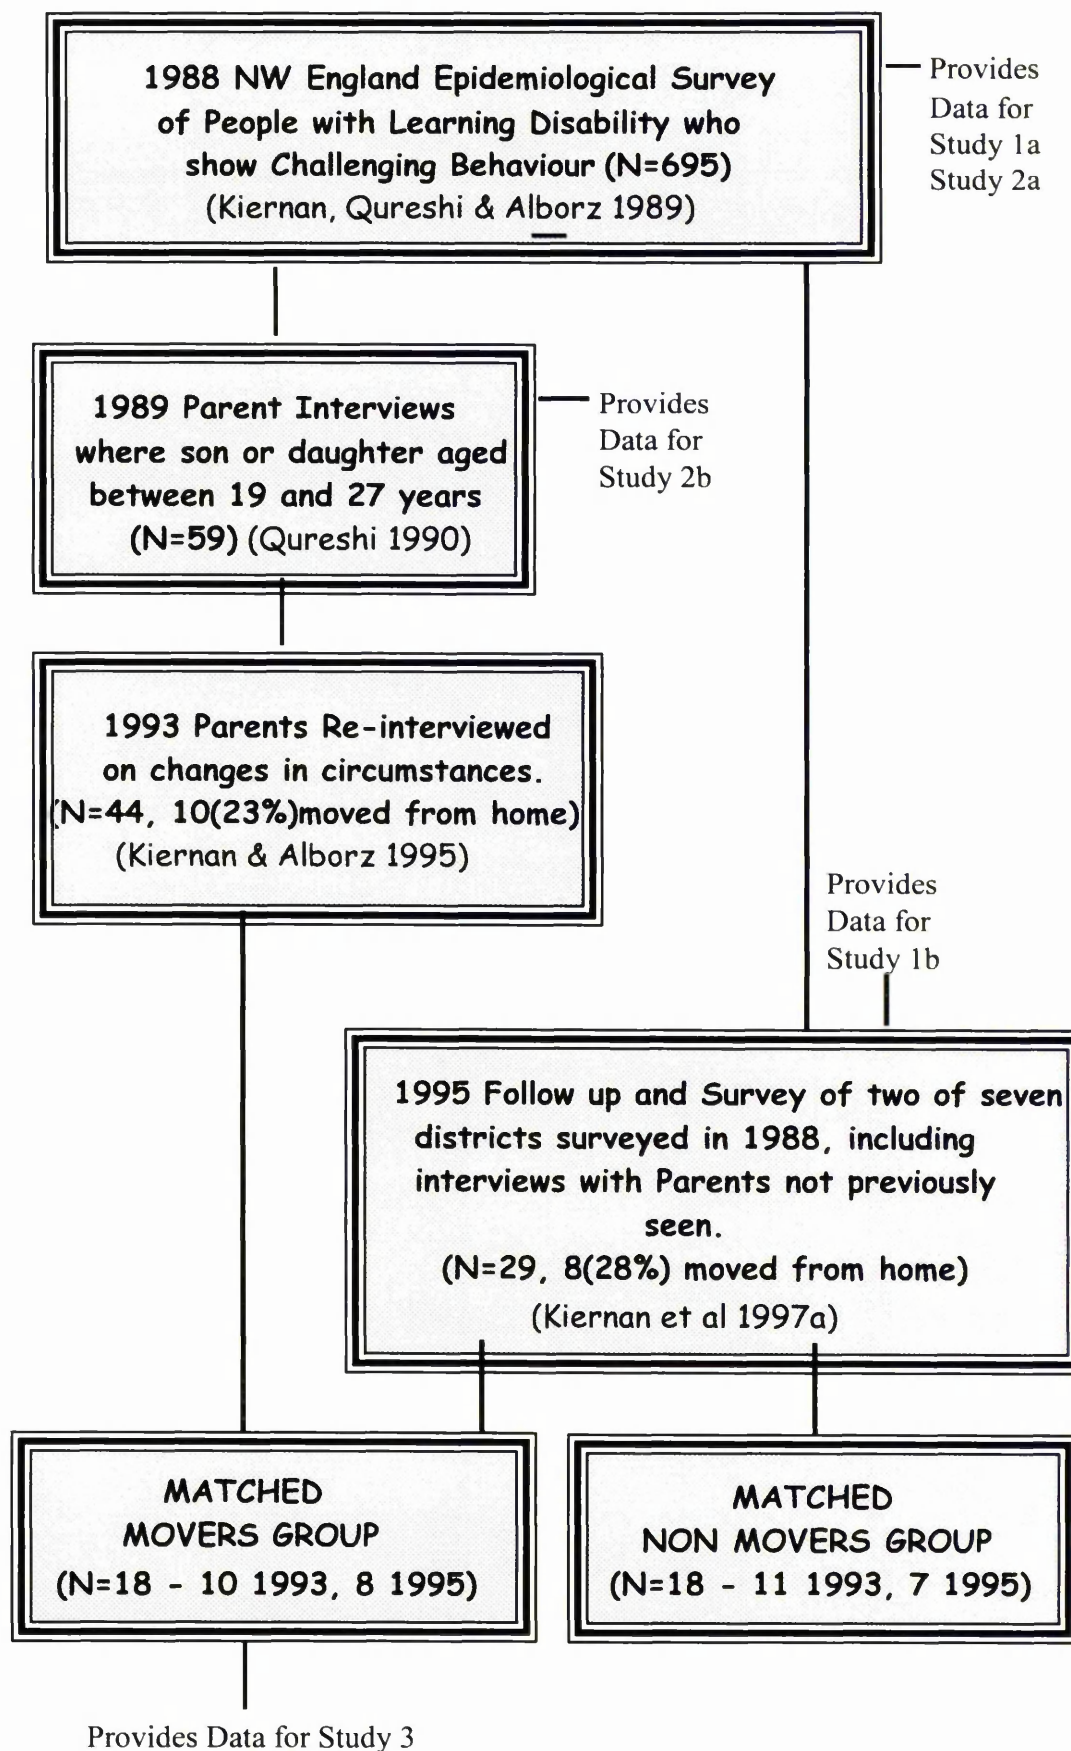 1988 NW England Epidemiological Survey
of People with Learning Disability who
show Challenging Behaviour (N=695)
(Kiernan, Qureshi & Alborz 1989)
Provides
Data for
Study 1a
Study 2a
1989 Parent Interviews
where son or daughter aged
between 19 and 27 years
(N=59) (Qureshi 1990)
Provides
Data for
Study 2b
1993 Parents Re-interviewed
on changes in circumstances.
(N=44, 10(23%)moved from home)
(Kiernan & Alborz 1995)
Provides
Data for
Study 1b
1995 Follow up and Survey of two of seven
districts surveyed in 1988, including
interviews with Parents not previously
seen.
(N=29, 8(28%) moved from home)
(Kiernan et al 1997a)
MATCHED
MOVERS GROUP
(N=18 - 10 1993, 8 1995)
MATCHED
NON MOVERS GROUP
(N=18 - 11 1993, 7 1995)
Provides Data for Study 3